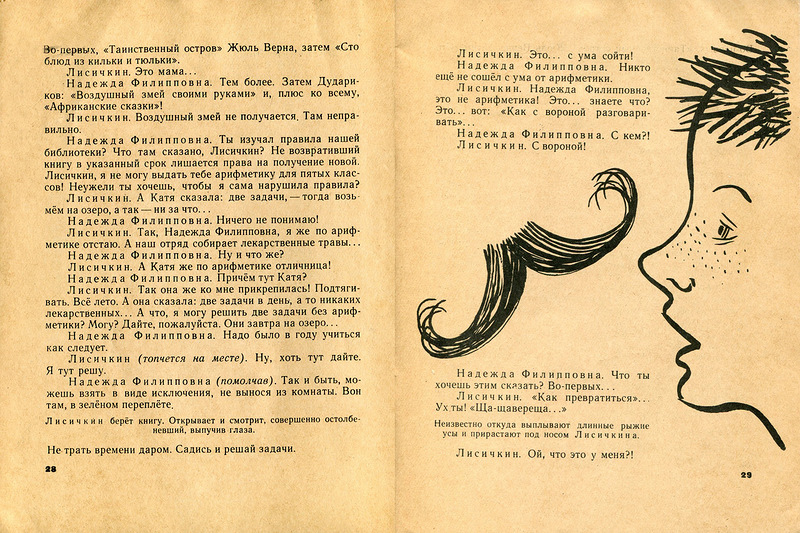 Во-первых, «Таинственный остров» Жюль Верна, затем «Сто
блюд из кильки и тюльки».
Лисичкин. Это мама...
Надежда Филипповна. Тем более. Затем Дудари-
ков: «Воздушный змей своими руками» и, плюс ко всему,
«Африканские сказки»!
Лисичкин. Воздушный змей не получается. Там непра-
вильно.
Надежда Филипповна. Ты изучал правила нашей
библиотеки? Что там сказано, Лисичкин? Не возвративший
книгу в указанный срок лишается права на получение новой.
Лисичкин, я не могу выдать тебе арифметику для пятых клас-
сов! Неужели ты хочешь, чтобы я сама нарушила правила?
Лисичкин. А Катя сказала: две задачи, — тогда возь-
мём на озеро, а так — ни за что...
Надежда Филипповна. Ничего не понимаю!
Лисичкин. Так, Надежда Филипповна, я же по ариф-
метике отстаю. А наш отряд собирает лекарственные травы...
Надежда Филипповна. Ну и что же?
Лисичкин. А Катя же по арифметике отличница!
Надежда Филипповна. Причём тут Катя?
Лисичкин. Так она же ко мне прикрепилась! Подтяги-
вать. Всё лето. А она сказала: две задачи в день, а то никаких
лекарственных... А что, я могу решить две задачи без ариф-
метики? Могу? Дайте, пожалуйста. Они завтра на озеро...
Надежда Филипповна. Надо было в году учиться
как следует.
Лисичкин (топчется на месте). Ну, хоть тут дайте.
Я тут решу.
Надежда Филипповна (помолчав). Так и быть, мо-
жешь взять в виде исключения, не вынося из комнаты. Вон
там, в зелёном переплёте.
Лисичкин берёт книгу. Открывает и смотрит, совершенно остолбе-
невший, выпучив глаза.
Не трать времени даром. Садись и решай задачи.
28
Лисичкин. Это... с ума сойти!
Надежда Филипповна. Никто
ещё не сошёл с ума от арифметики.
Лисичкин. Надежда Филипповна,
это не арифметика! Это... знаете что?
Это... вот: «Как с вороной разговари-
вать»...
Надежда Филипповна. С кем?!
Лисичкин. С вороной!
Надежда Филипповна. Что ты
хочешь этим сказать? Во-первых...
Лисичкин. «Как превратиться»...
Ух ты! «Ща-щавереща...»
Неизвестно откуда выплывают длинные рыжие
усы и прирастают под носом Лисичкина.
Лисичкин. Ой, что это у меня?!
29